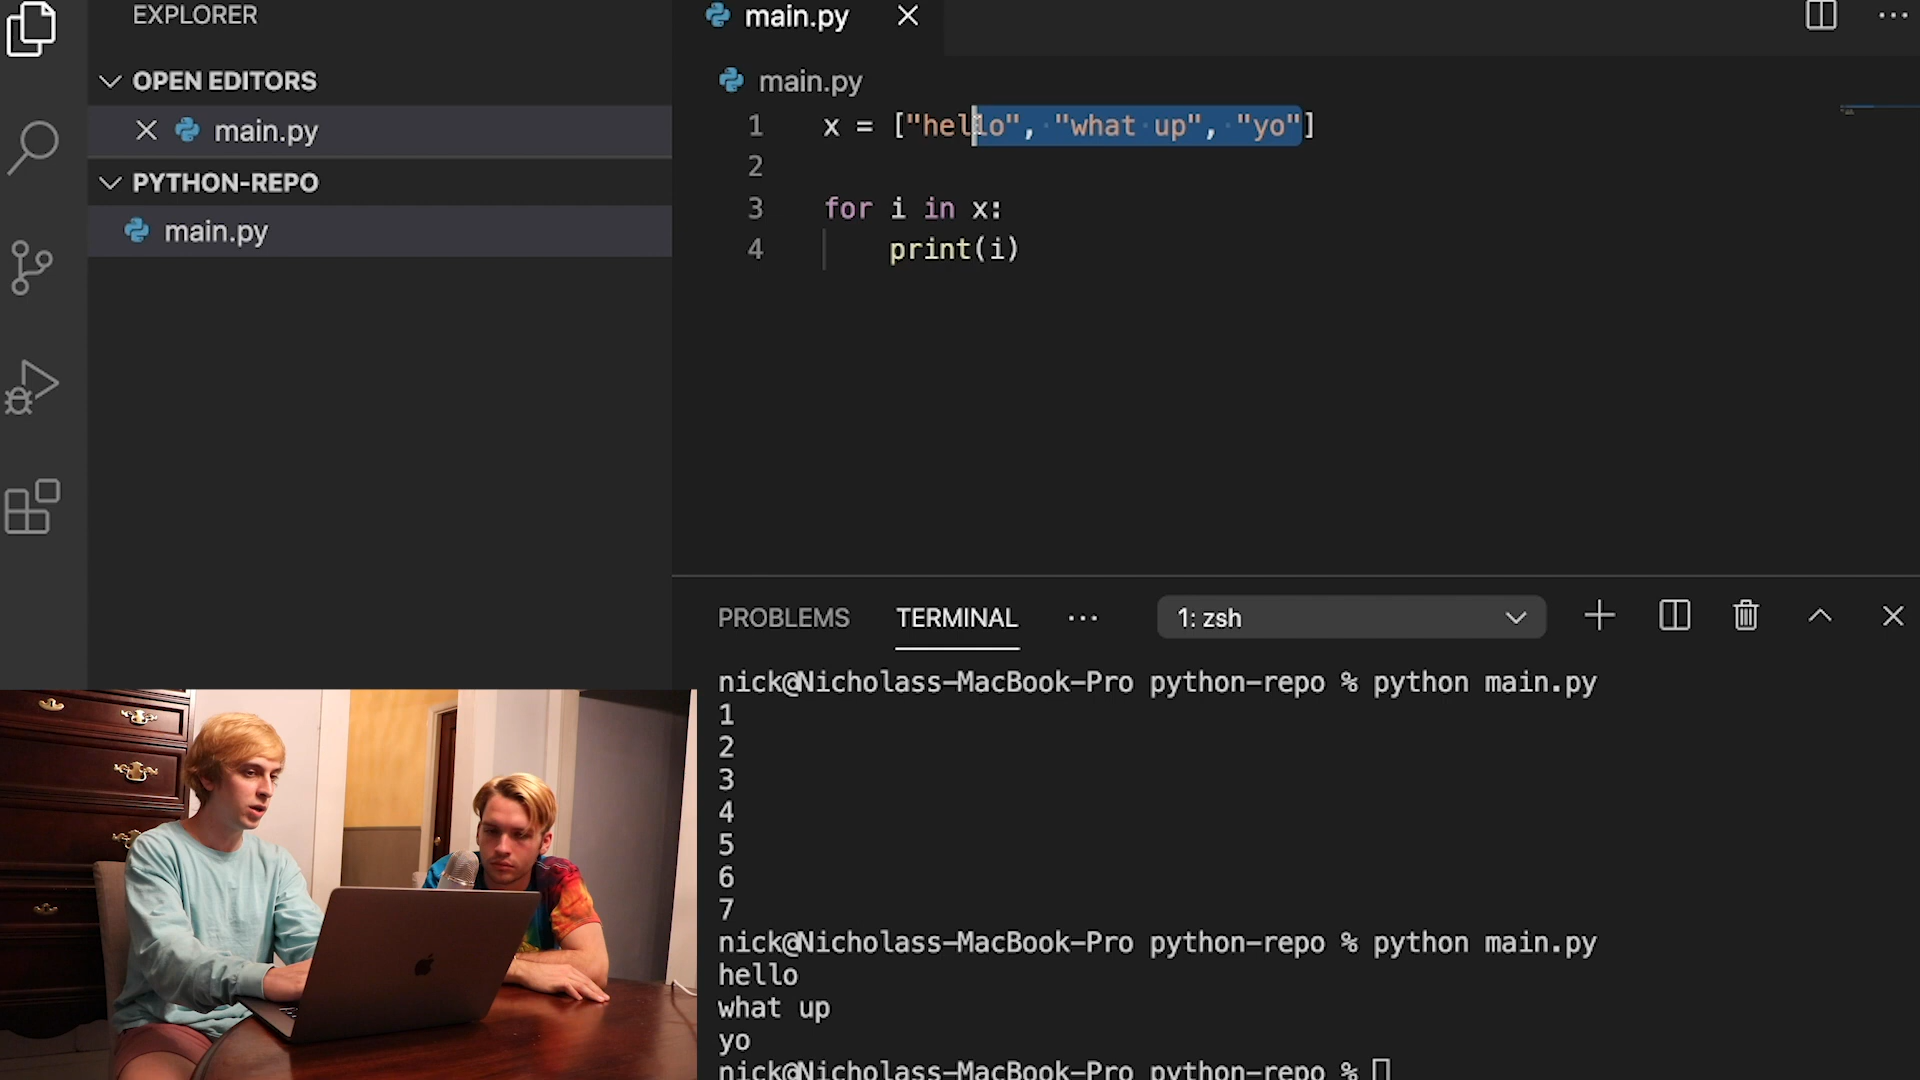 EXPLORER
OPEN EDITORS
main.py
PYTHON-REPO
main.py
main.py
main.py
1 x = ["hello", "what up", "yo"]
2
3 for i in x:
4 print(i)
PROBLEMS TERMINAL ... 1: zsh
nick@Nicholass-MacBook-Pro python-repo % python main.py
1
2
3
4
5
6
7
nick@Nicholass-MacBook-Pro python-repo % python main.py
hello
what up
yo
nick@Nicholass-MacBook-Pro python-repo %